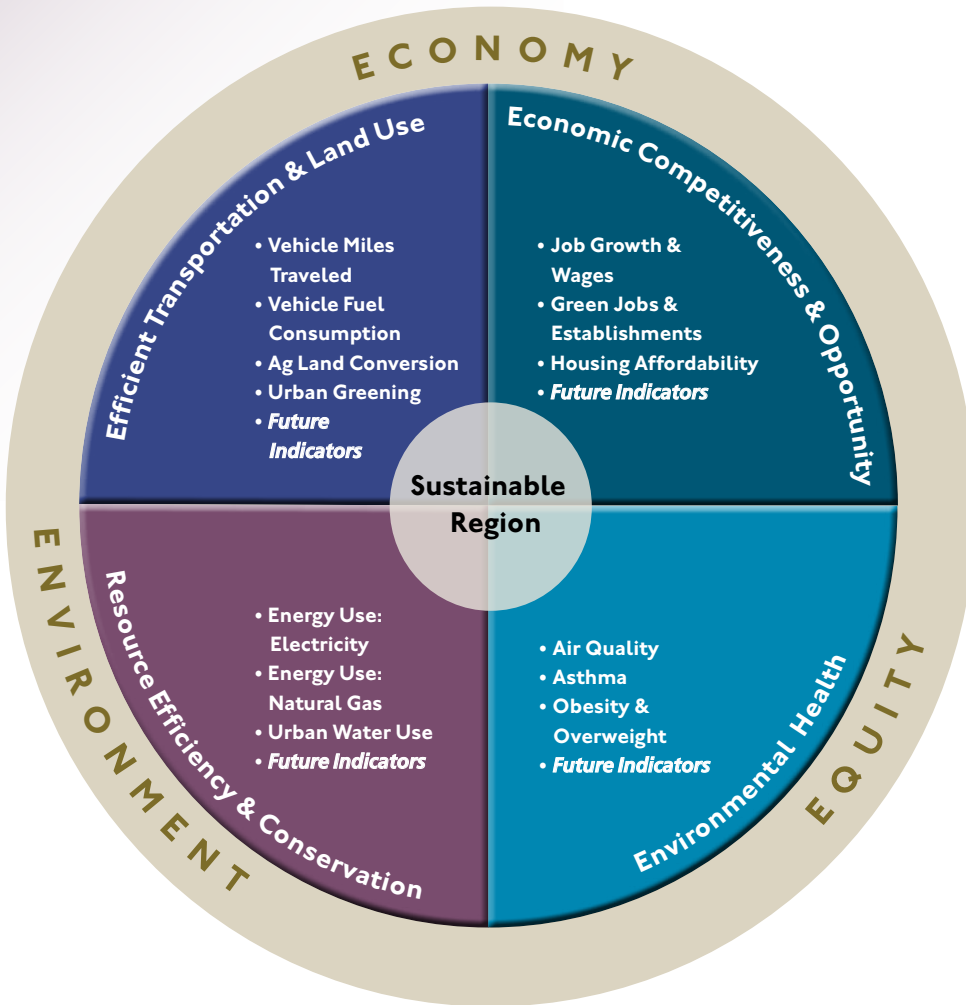 ECONOMY
Efficient Transportation & Land Use
• Vehicle Miles
Traveled
• Vehicle Fuel
Consumption
• Ag Land Conversion
• Urban Greening
• Future
Indicators
Economic Competitiveness & Opportunity
• Job Growth &
Wages
• Green Jobs &
Establishments
• Housing Affordability
• Future Indicators
Sustainable
Region
ENVIRONMENT
Resource Efficiency & Conservation
• Energy Use:
Electricity
• Energy Use:
Natural Gas
• Urban Water Use
• Future Indicators
• Air Quality
• Asthma
• Obesity &
Overweight
• Future Indicators
Environmental Health
EQUITY